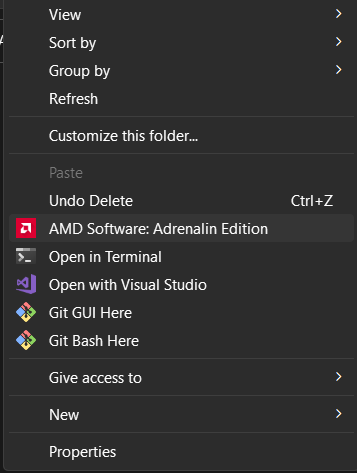 View
Sort by
Group by
Refresh
Customize this folder...
Paste
Undo Delete Ctrl+Z
AMD Software: Adrenalin Edition
Open in Terminal
Open with Visual Studio
Git GUI Here
Git Bash Here
Give access to
New
Properties